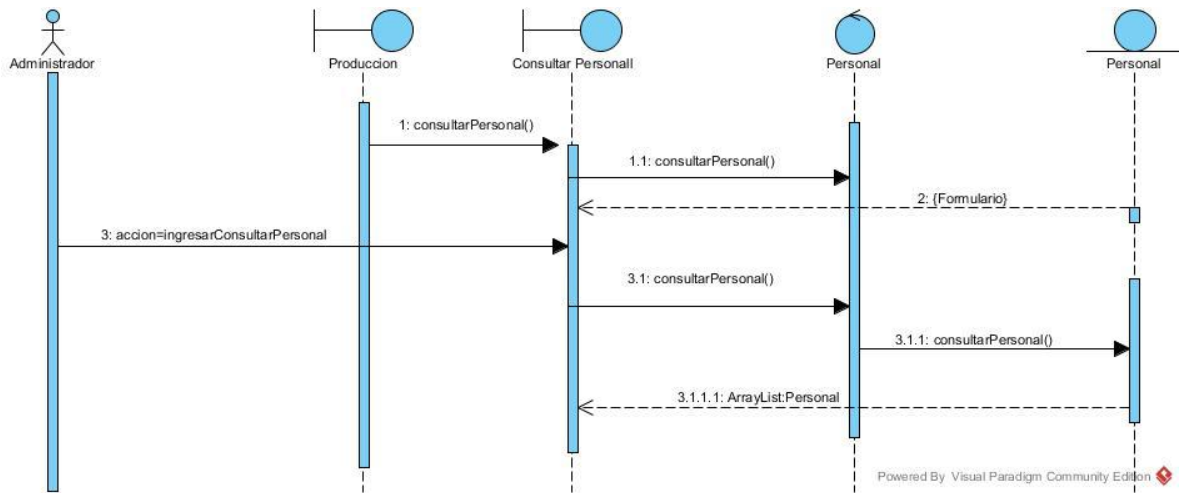 Administrador
Produccion
Consultar Personall
Personal
Personal
1: consultarPersonal()
1.1: consultarPersonal()
2: {Formulario}
3: accion=ingresarConsultarPersonal
3.1: consultarPersonal()
3.1.1: consultarPersonal()
3.1.1.1: ArrayList:Personal
Powered By Visual Paradigm Community Edition